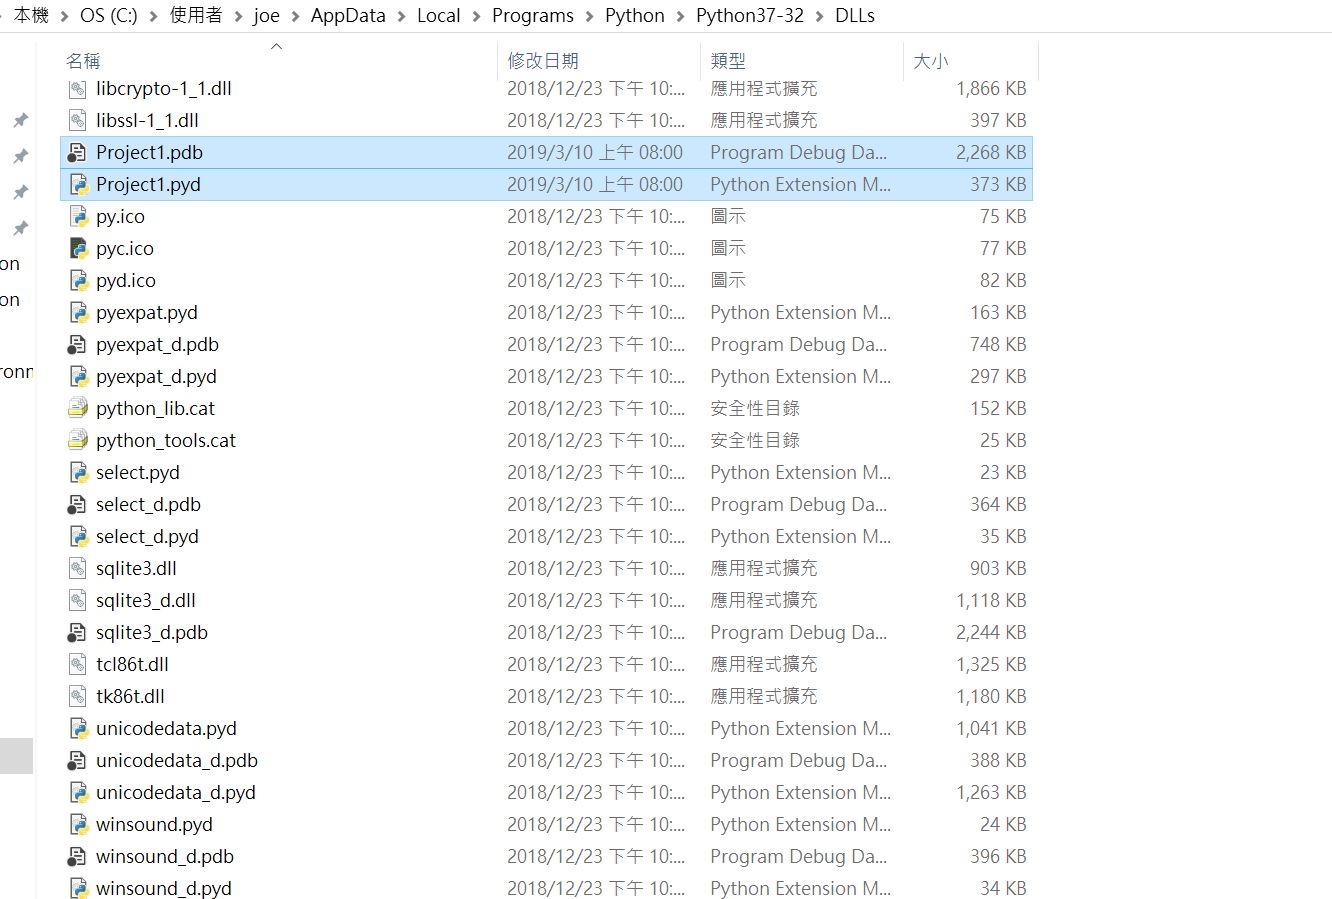 本機 > OS (C:) > 使用者 > joe > AppData > Local > Programs > Python > Python37-32 > DLLs
名稱 修改日期 類型 大小
libcrypto-1_1.dll 2018/12/23 下午 10:... 應用程式擴充 1,866 KB
libssl-1_1.dll 2018/12/23 下午 10:... 應用程式擴充 397 KB
Project1.pdb 2019/3/10 上午 08:00 Program Debug Da... 2,268 KB
Project1.pyd 2019/3/10 上午 08:00 Python Extension M... 373 KB
py.ico 2018/12/23 下午 10:... 圖示 75 KB
pyc.ico 2018/12/23 下午 10:... 圖示 77 KB
on
pyd.ico 2018/12/23 下午 10:... 圖示 82 KB
on
pyexpat.pyd 2018/12/23 下午 10:... Python Extension M... 163 KB
pyexpat_d.pdb 2018/12/23 下午 10:... Program Debug Da... 748 KB
ronn
pyexpat_d.pyd 2018/12/23 下午 10:... Python Extension M... 297 KB
python_lib.cat 2018/12/23 下午 10:... 安全性目錄 152 KB
python_tools.cat 2018/12/23 下午 10:... 安全性目錄 25 KB
select.pyd 2018/12/23 下午 10:... Python Extension M... 23 KB
select_d.pdb 2018/12/23 下午 10:... Program Debug Da... 364 KB
select_d.pyd 2018/12/23 下午 10:... Python Extension M... 35 KB
sqlite3.dll 2018/12/23 下午 10:... 應用程式擴充 903 KB
sqlite3_d.dll 2018/12/23 下午 10:... 應用程式擴充 1,118 KB
sqlite3_d.pdb 2018/12/23 下午 10:... Program Debug Da... 2,244 KB
tcl86t.dll 2018/12/23 下午 10:... 應用程式擴充 1,325 KB
tk86t.dll 2018/12/23 下午 10:... 應用程式擴充 1,180 KB
unicodedata.pyd 2018/12/23 下午 10:... Python Extension M... 1,041 KB
unicodedata_d.pdb 2018/12/23 下午 10:... Program Debug Da... 388 KB
unicodedata_d.pyd 2018/12/23 下午 10:... Python Extension M... 1,263 KB
winsound.pyd 2018/12/23 下午 10:... Python Extension M... 24 KB
winsound_d.pdb 2018/12/23 下午 10:... Program Debug Da... 396 KB
winsound_d.pyd 2018/12/23 下午 10:... Python Extension M... 34 KB